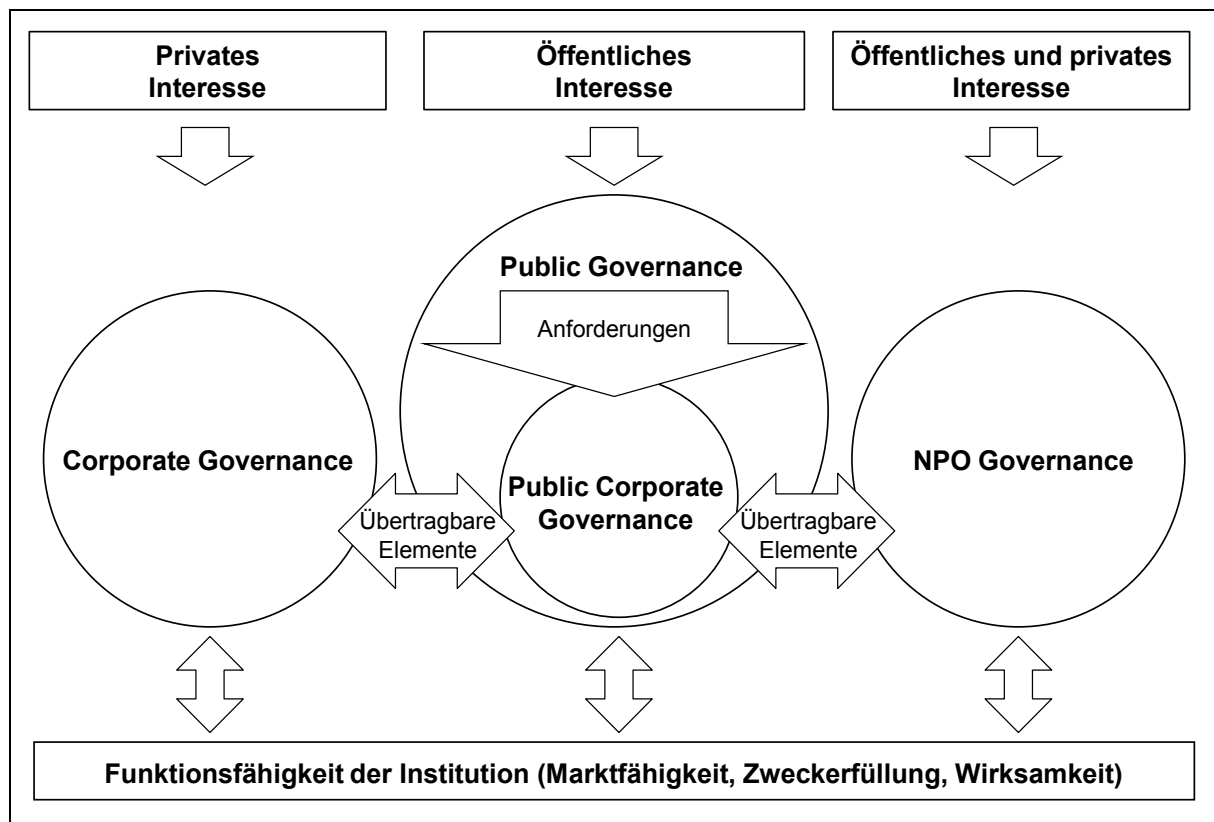 Privates
Interesse
Öffentliches
Interesse
Öffentliches und privates
Interesse
Public Governance
Anforderungen
Corporate Governance
Public Corporate
Governance
NPO Governance
Übertragbare
Elemente
Übertragbare
Elemente
Funktionsfähigkeit der Institution (Marktfähigkeit, Zweckerfüllung, Wirksamkeit)